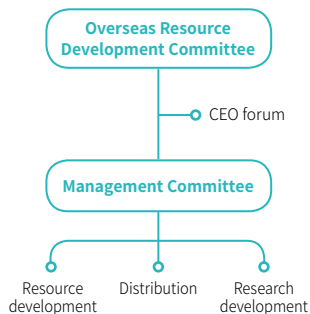 Overseas Resource
Development Committee
CEO forum
Management Committee
Resource
development
Distribution
Research
development